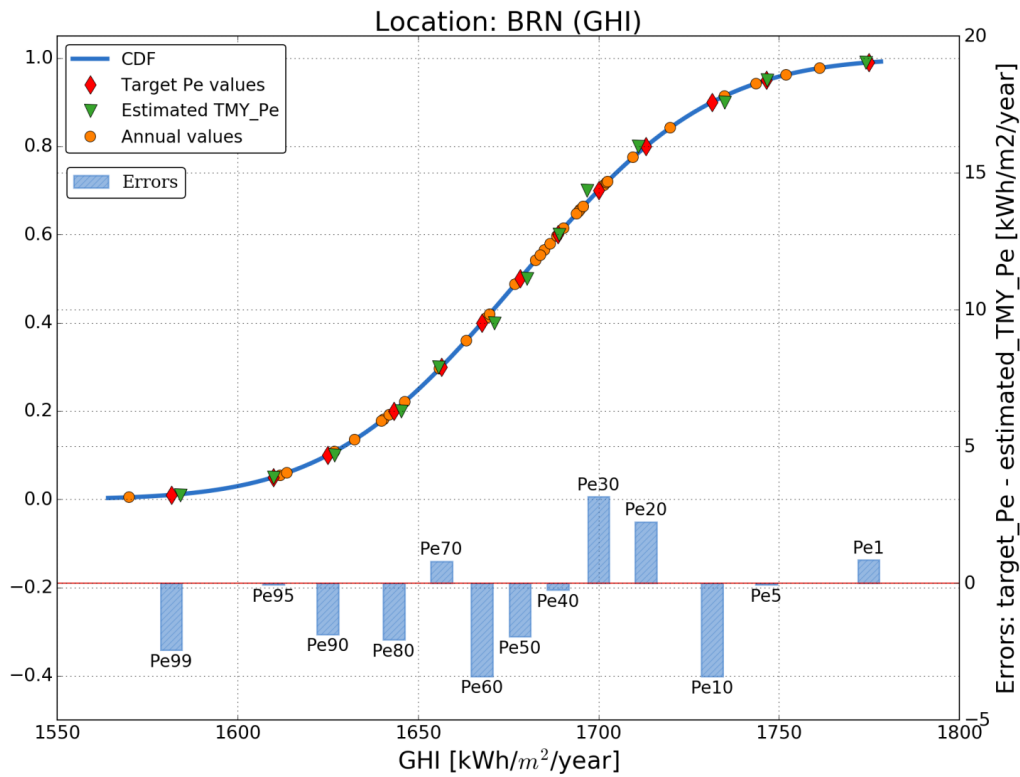 Location: BRN (GHI)
CDF
Target Pe values
Estimated TMY_Pe
Annual values
Errors
1.0
0.8
0.6
0.4
0.2
0.0
−0.2
−0.4
20
15
10
5
0
−5
Errors: target_Pe - estimated_TMY_Pe [kWh/m2/year]
Pe30
Pe20
Pe70
Pe1
Pe95
Pe40
Pe5
Pe90
Pe80
Pe50
Pe99
Pe60
Pe10
1550
1600
1650
1700
1750
1800
GHI [kWh/m²/year]